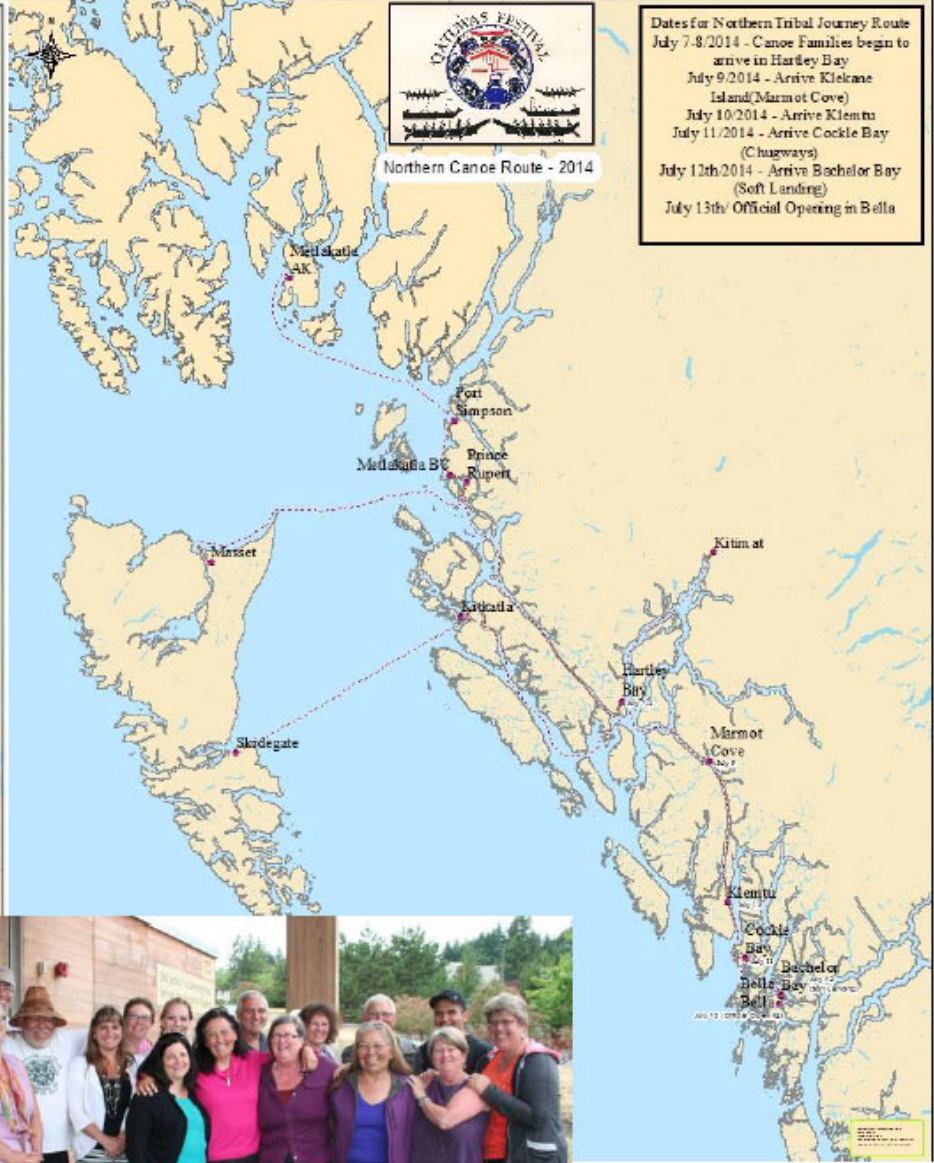 QATUWAS FESTIVAL
Northern Canoe Route - 2014
Dates for Northern Tribal Journey Route
July 7-8/2014 - Canoe Families begin to
arrive in Hartley Bay
July 9/2014 - Arrive Klekane
Island(Marmot Cove)
July 10/2014 - Arrive Klemtu
July 11/2014 - Arrive Cockle Bay
(Chugways)
July 12th/2014 - Arrive Bachelor Bay
(Soft Landing)
July 13th/ Official Opening in Bella
Metlakatla
AK
Port
Simpson
Metlakatla BC
Prince
Rupert
Masset
Kitimat
Kitkatla
Hartley
Bay
Skidegate
Marmot
Cove
Klemtu
Cockle
Bay
Bachelor
Bay
Bella
Bella